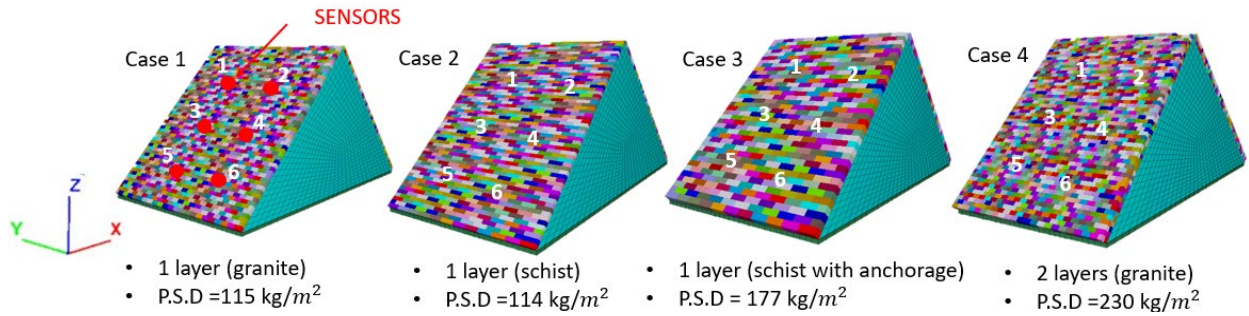 SENSORS
Case 1
1
2
3
4
5
6
Case 2
1
2
3
4
5
6
Case 3
1
2
3
4
5
6
Case 4
1
2
3
4
5
6
Z
Y
X
• 1 layer (granite)
• P.S.D =115 kg/m²
• 1 layer (schist)
• P.S.D = 114 kg/m²
• 1 layer (schist with anchorage)
• P.S.D = 177 kg/m²
• 2 layers (granite)
• P.S.D =230 kg/m²